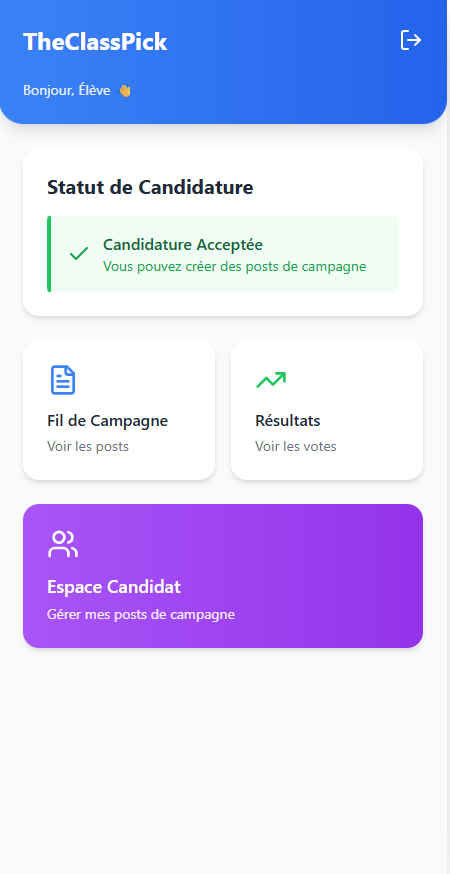 TheClassPick
Bonjour, Élève 👋
Statut de Candidature
Candidature Acceptée
Vous pouvez créer des posts de campagne
Fil de Campagne
Voir les posts
Résultats
Voir les votes
Espace Candidat
Gérer mes posts de campagne